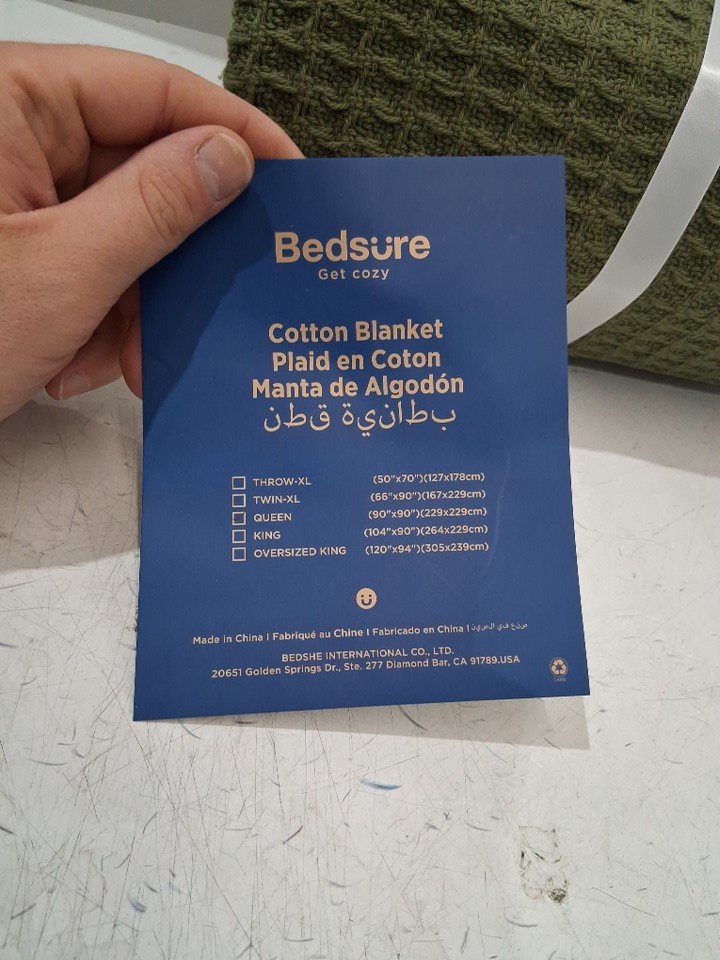 Bedsure
Get cozy
Cotton Blanket
Plaid en Coton
Manta de Algodón
بطانية قطن
THROW-XL (50"x70")(127x178cm)
TWIN-XL (66"x90")(167x229cm)
QUEEN (90"x90")(229x229cm)
KING (104"x90")(264x229cm)
OVERSIZED KING (120"x94")(305x239cm)
Made in China I Fabriqué au Chine I Fabricado en China I صنع في الصين
BEDSHE INTERNATIONAL CO., LTD.
20651 Golden Springs Dr., Ste. 277 Diamond Bar, CA 91789.USA